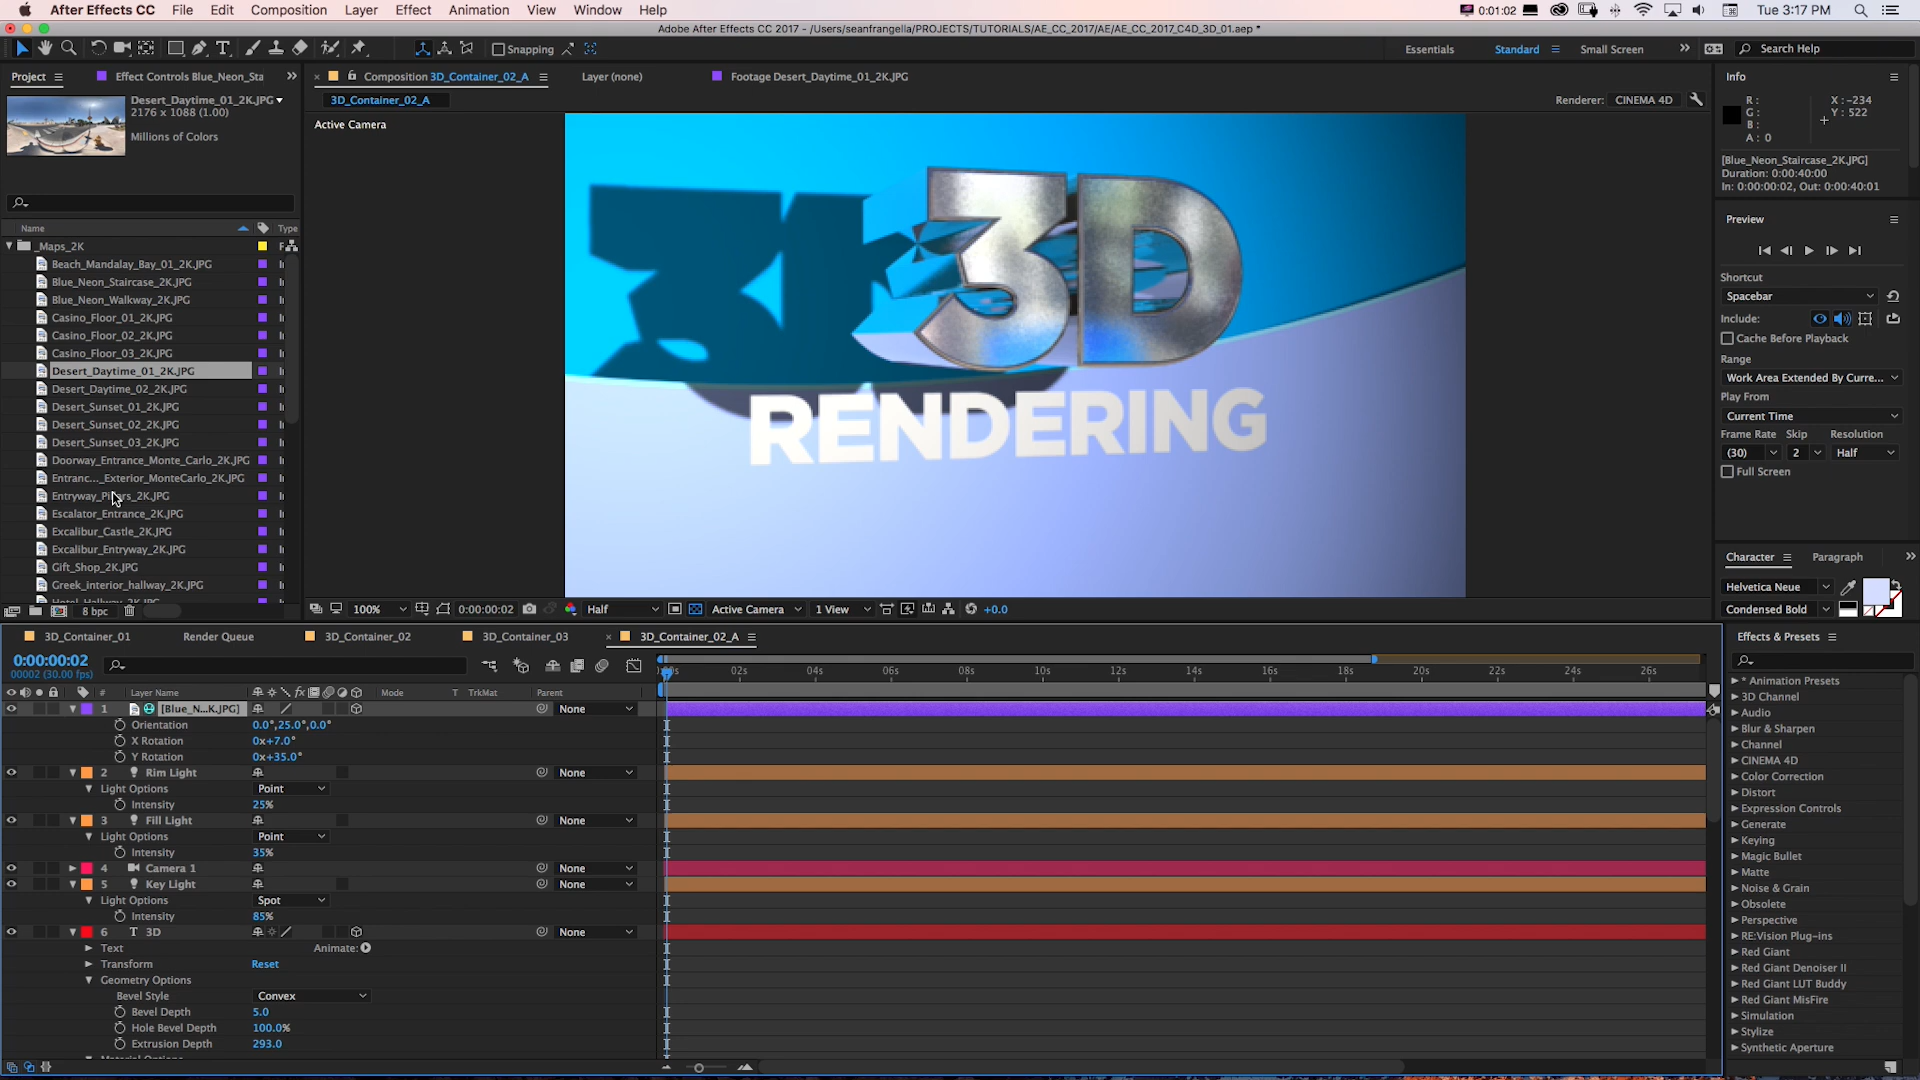 After Effects CC File Edit Composition Layer Effect Animation View Window Help 0:01:02 Tue 3:17 PM
Adobe After Effects CC 2017 - /Users/seanfrangella/PROJECTS/TUTORIALS/AE_CC_2017/AE/AE_CC_2017_C4D_3D_01.aep *
Snapping Essentials Standard Small Screen Search Help
Project Effect Controls Blue_Neon_Sta Composition 3D_Container_02_A Layer (none) Footage Desert_Daytime_01_2K.JPG Info
Desert_Daytime_01_2K.JPG
2176 x 1088 (1.00)
Millions of Colors
3D_Container_02_A Renderer: CINEMA 4D
Active Camera
R: X: -234
G: Y: 522
B:
A: 0
[Blue_Neon_Staircase_2K.JPG]
Duration: 0:00:40:00
In: 0:00:00:02, Out: 0:00:40:01
Name Type
_Maps_2K F
Beach_Mandalay_Bay_01_2K.JPG
Blue_Neon_Staircase_2K.JPG
Blue_Neon_Walkway_2K.JPG
Casino_Floor_01_2K.JPG
Casino_Floor_02_2K.JPG
Casino_Floor_03_2K.JPG
Desert_Daytime_01_2K.JPG
Desert_Daytime_02_2K.JPG
Desert_Sunset_01_2K.JPG
Desert_Sunset_02_2K.JPG
Desert_Sunset_03_2K.JPG
Doorway_Entrance_Monte_Carlo_2K.JPG
Entranc..._Exterior_MonteCarlo_2K.JPG
Escalator_Entrance_2K.JPG
Excalibur_Castle_2K.JPG
Excalibur_Entryway_2K.JPG
Gift_Shop_2K.JPG
Greek_interior_hallway_2K.JPG
8 bpc
3D
RENDERING
100% 0:00:00:02 Half Active Camera 1 View +0.0
Preview
Shortcut
Spacebar
Include:
Cache Before Playback
Range
Work Area Extended By Curre...
Play From
Current Time
Frame Rate Skip Resolution
(30) 2 Half
Full Screen
Character Paragraph
Helvetica Neue
Condensed Bold
3D_Container_01 Render Queue 3D_Container_02 3D_Container_03 3D_Container_02_A
0:00:00:02
00002 (30.00 fps)
02s 04s 06s 08s 10s 12s 14s 16s 18s 20s 22s 24s 26s
# Layer Name Mode T TrkMat Parent
1 [Blue_N...K.JPG] None
Orientation 0.0°,25.0°,0.0°
X Rotation 0x+7.0°
Y Rotation 0x+35.0°
2 Rim Light None
Light Options Point
Intensity 25%
3 Fill Light None
Light Options Point
Intensity 35%
4 Camera 1 None
5 Key Light None
Light Options Spot
Intensity 85%
6 T 3D None
Text Animate:
Transform Reset
Geometry Options
Bevel Style Convex
Bevel Depth 5.0
Hole Bevel Depth 100.0%
Extrusion Depth 293.0
Effects & Presets
* Animation Presets
3D Channel
Audio
Blur & Sharpen
Channel
CINEMA 4D
Color Correction
Distort
Expression Controls
Generate
Keying
Magic Bullet
Matte
Noise & Grain
Obsolete
Perspective
RE:Vision Plug-ins
Red Giant
Red Giant Denoiser II
Red Giant LUT Buddy
Red Giant MisFire
Simulation
Stylize
Synthetic Aperture